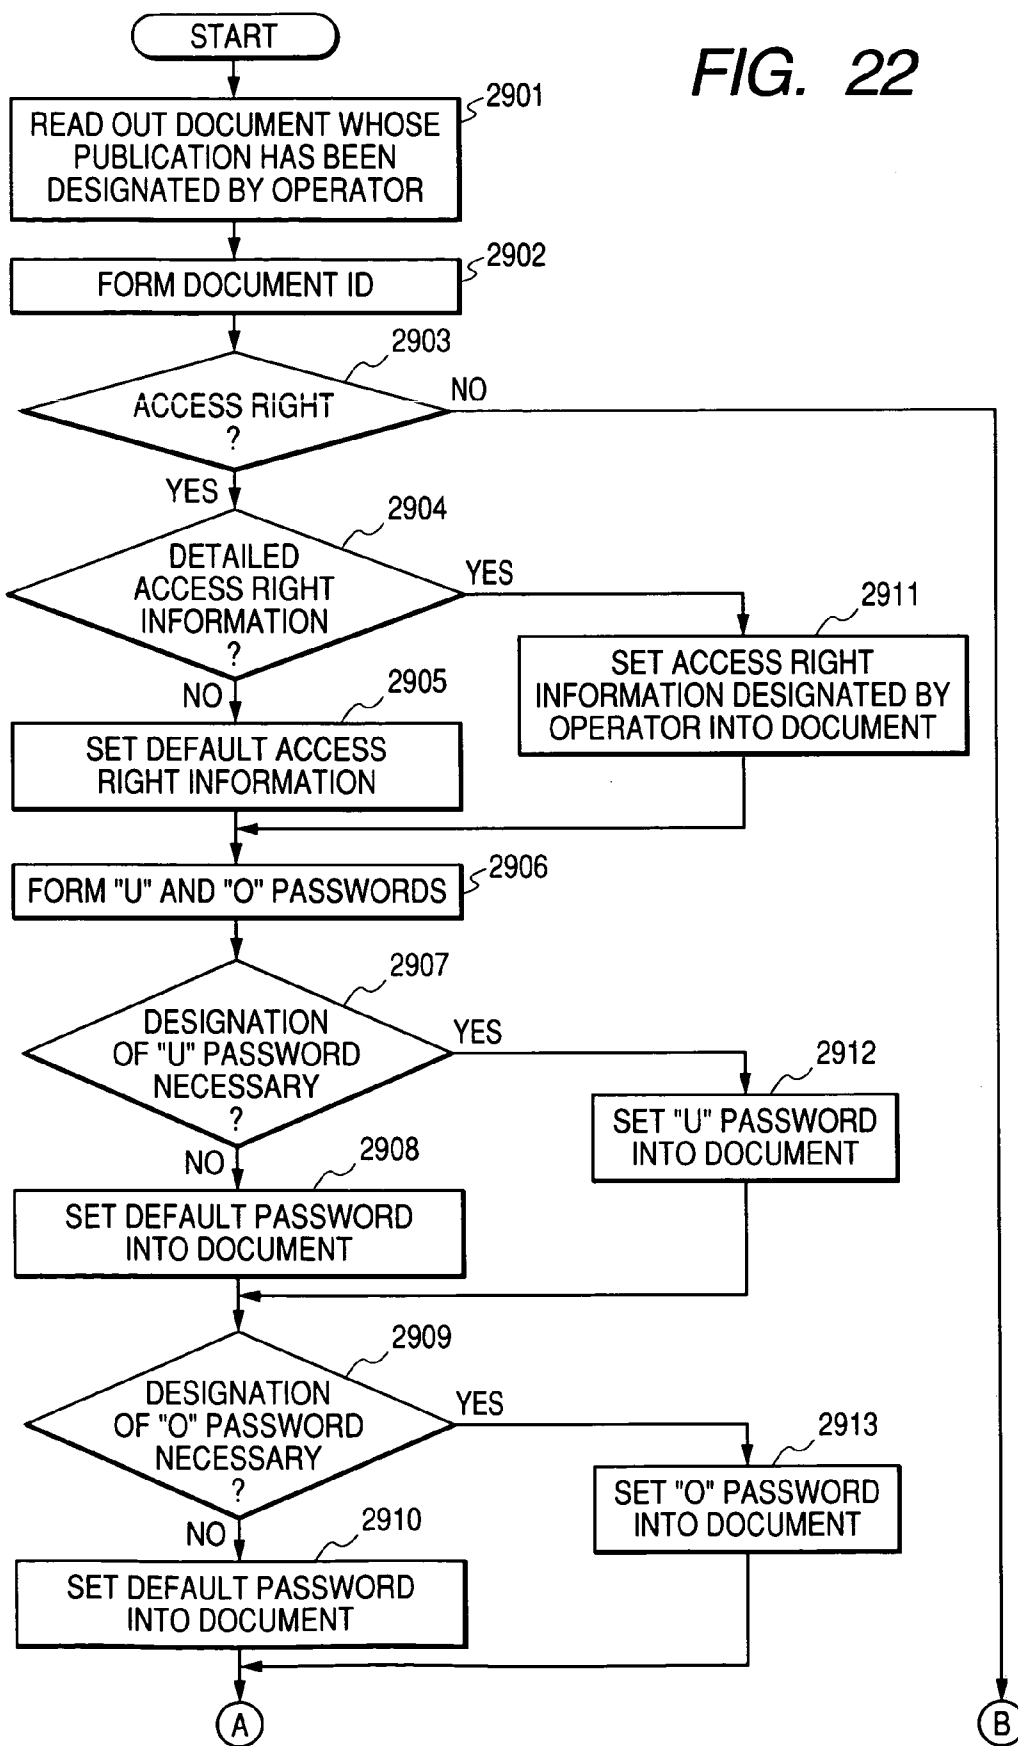 START
FIG. 22
2901
READ OUT DOCUMENT WHOSE
PUBLICATION HAS BEEN
DESIGNATED BY OPERATOR
2902
FORM DOCUMENT ID
2903
ACCESS RIGHT
?
NO
YES
2904
DETAILED
ACCESS RIGHT
INFORMATION
?
YES
2911
SET ACCESS RIGHT
INFORMATION DESIGNATED BY
OPERATOR INTO DOCUMENT
NO
2905
SET DEFAULT ACCESS
RIGHT INFORMATION
2906
FORM "U" AND "O" PASSWORDS
2907
DESIGNATION
OF "U" PASSWORD
NECESSARY
?
YES
2912
SET "U" PASSWORD
INTO DOCUMENT
NO
2908
SET DEFAULT PASSWORD
INTO DOCUMENT
2909
DESIGNATION
OF "O" PASSWORD
NECESSARY
?
YES
2913
SET "O" PASSWORD
INTO DOCUMENT
NO
2910
SET DEFAULT PASSWORD
INTO DOCUMENT
A
B